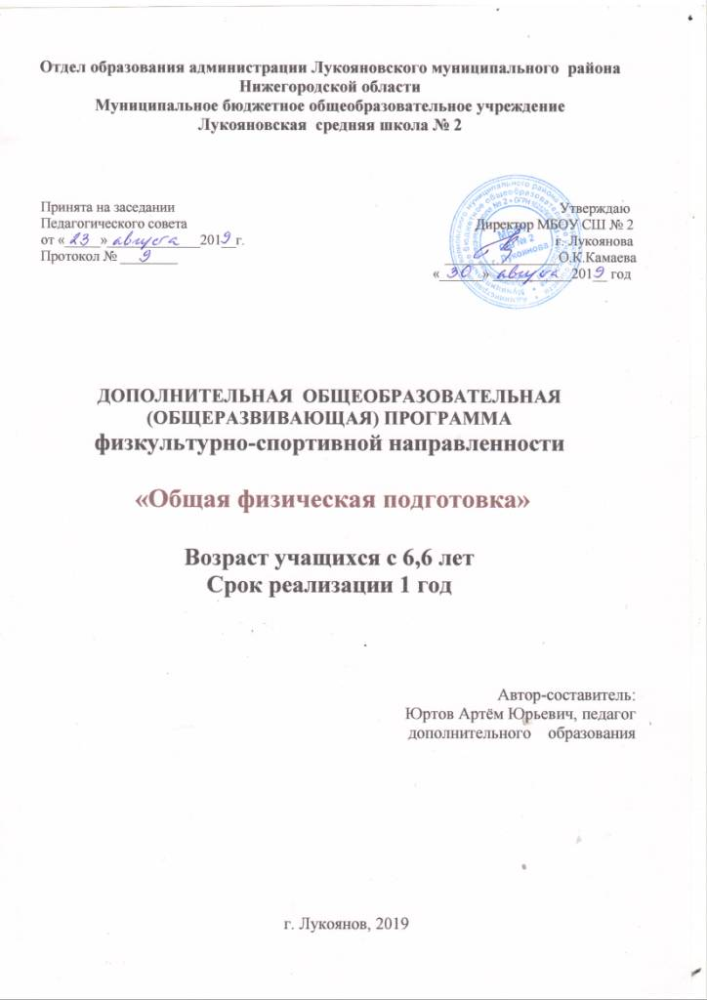 Отдел образования администрации Лукояновского муниципального района
Нижегородской области
Муниципальное бюджетное общеобразовательное учреждение
Лукояновская средняя школа № 2
Принята на заседании
Педагогического совета
от «23» августа 2019 г.
Протокол № 9
Утверждаю
Директор МБОУ СШ № 2
г. Лукоянова
О.К.Камаева
«30» августа 2019 год
ДОПОЛНИТЕЛЬНАЯ ОБЩЕОБРАЗОВАТЕЛЬНАЯ
(ОБЩЕРАЗВИВАЮЩАЯ) ПРОГРАММА
физкультурно-спортивной направленности
«Общая физическая подготовка»
Возраст учащихся с 6,6 лет
Срок реализации 1 год
Автор-составитель:
Юртов Артём Юрьевич, педагог
дополнительного образования
г. Лукоянов, 2019